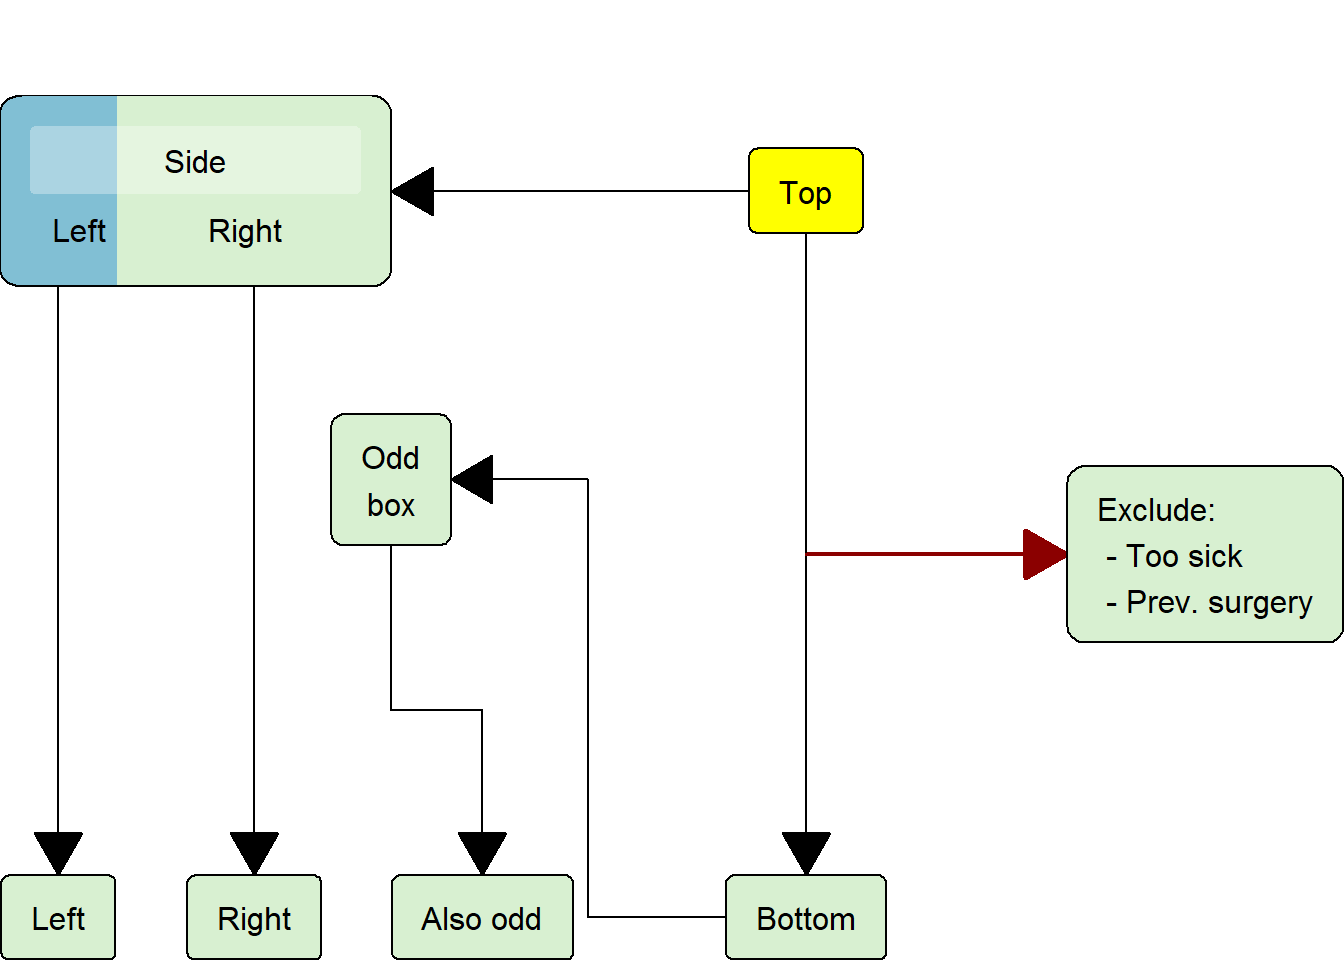 Side
Left
Right
Top
Odd
box
Exclude:
- Too sick
- Prev. surgery
Left
Right
Also odd
Bottom